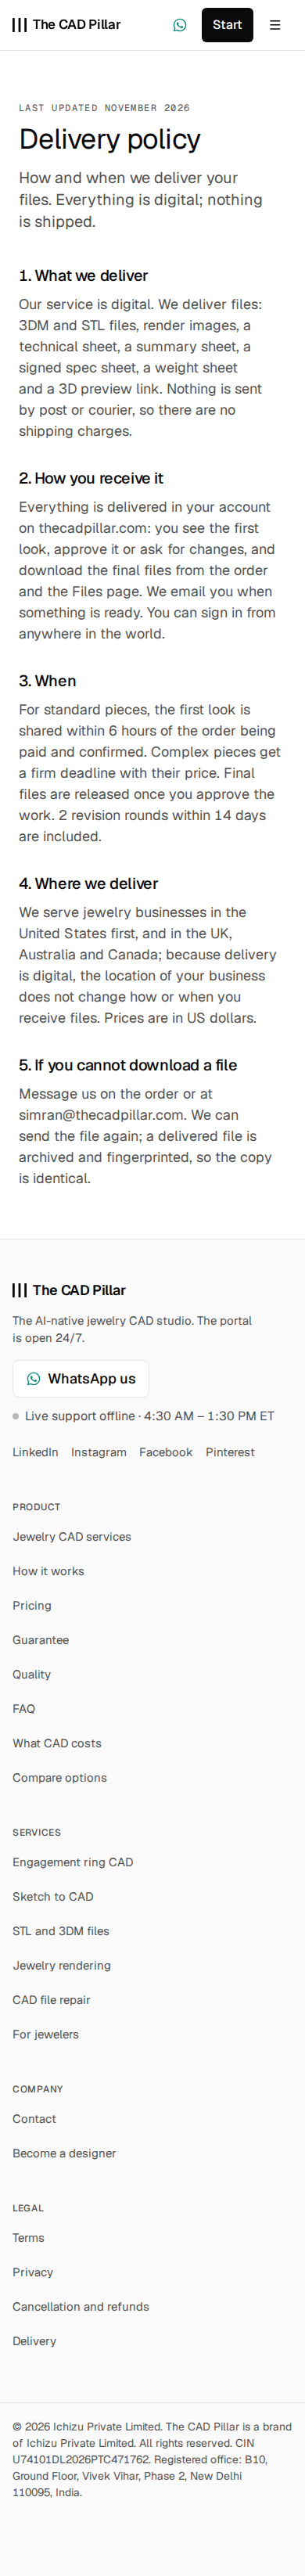 The CAD Pillar
Start
LAST UPDATED NOVEMBER 2026
Delivery policy
How and when we deliver your
files. Everything is digital; nothing
is shipped.
1. What we deliver
Our service is digital. We deliver files:
3DM and STL files, render images, a
technical sheet, a summary sheet, a
signed spec sheet, a weight sheet
and a 3D preview link. Nothing is sent
by post or courier, so there are no
shipping charges.
2. How you receive it
Everything is delivered in your account
on thecadpillar.com: you see the first
look, approve it or ask for changes, and
download the final files from the order
and the Files page. We email you when
something is ready. You can sign in from
anywhere in the world.
3. When
For standard pieces, the first look is
shared within 6 hours of the order being
paid and confirmed. Complex pieces get
a firm deadline with their price. Final
files are released once you approve the
work. 2 revision rounds within 14 days
are included.
4. Where we deliver
We serve jewelry businesses in the
United States first, and in the UK,
Australia and Canada; because delivery
is digital, the location of your business
does not change how or when you
receive files. Prices are in US dollars.
5. If you cannot download a file
Message us on the order or at
simran@thecadpillar.com. We can
send the file again; a delivered file is
archived and fingerprinted, so the copy
is identical.
The CAD Pillar
The AI-native jewelry CAD studio. The portal
is open 24/7.
WhatsApp us
Live support offline · 4:30 AM – 1:30 PM ET
LinkedIn Instagram Facebook Pinterest
PRODUCT
Jewelry CAD services
How it works
Pricing
Guarantee
Quality
FAQ
What CAD costs
Compare options
SERVICES
Engagement ring CAD
Sketch to CAD
STL and 3DM files
Jewelry rendering
CAD file repair
For jewelers
COMPANY
Contact
Become a designer
LEGAL
Terms
Privacy
Cancellation and refunds
Delivery
© 2026 Ichizu Private Limited. The CAD Pillar is a brand
of Ichizu Private Limited. All rights reserved. CIN
U74101DL2026PTC471762. Registered office: B10,
Ground Floor, Vivek Vihar, Phase 2, New Delhi
110095, India.